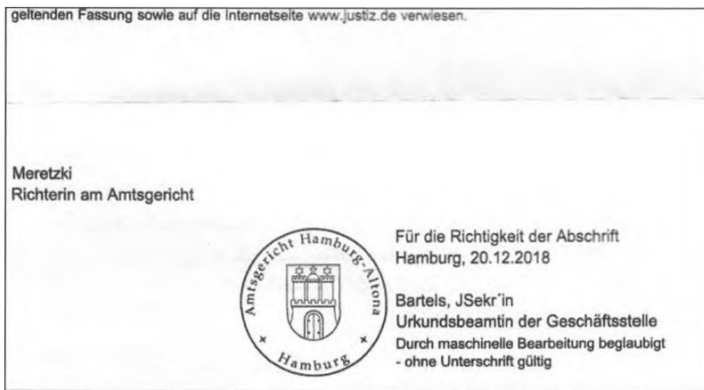 geltenden Fassung sowie auf die Internetseite www.justiz.de verwiesen.
Meretzki
Richterin am Amtsgericht
Amtsgericht Hamburg-Altona
Hamburg
Für die Richtigkeit der Abschrift
Hamburg, 20.12.2018
Bartels, JSekr´in
Urkundsbeamtin der Geschäftsstelle
Durch maschinelle Bearbeitung beglaubigt
- ohne Unterschrift gültig